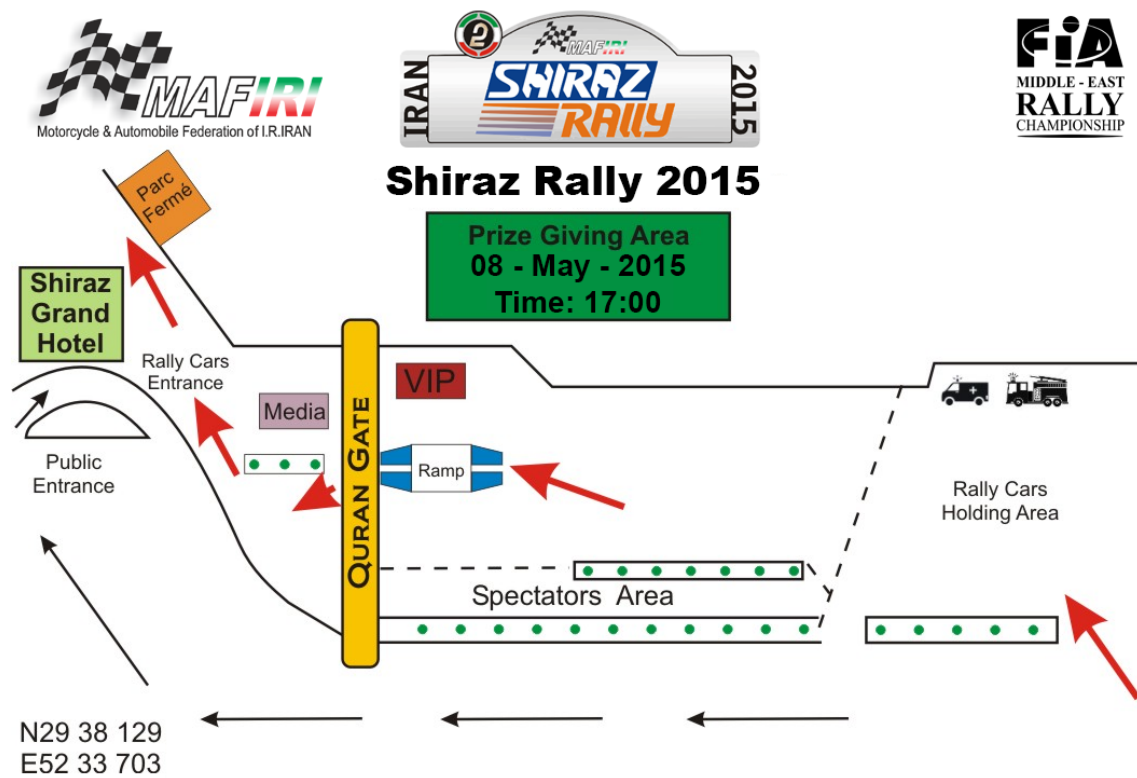 MAFIRI
Motorcycle & Automobile Federation of I.R.IRAN
2
MAFIRI
IRAN
SHIRAZ
RALLY
2015
FiA
MIDDLE - EAST
RALLY
CHAMPIONSHIP
Shiraz Rally 2015
Prize Giving Area
08 - May - 2015
Time: 17:00
Parc
Fermé
Shiraz
Grand
Hotel
Rally Cars
Entrance
Media
VIP
QURAN GATE
Ramp
Public
Entrance
Rally Cars
Holding Area
Spectators Area
N29 38 129
E52 33 703